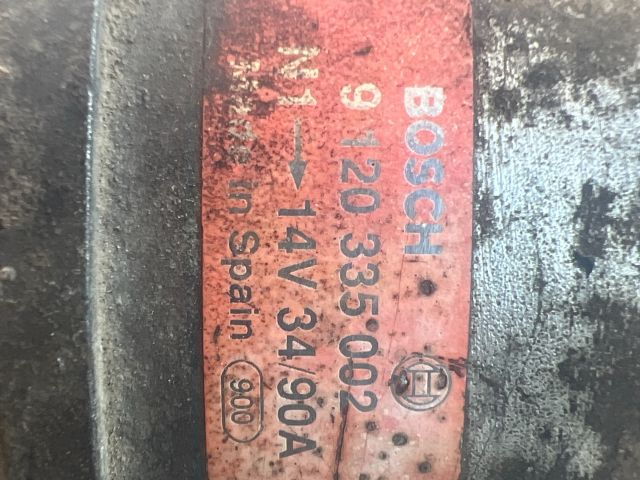 BOSCH
9 120 335 002
N1 → 14V 34/90A
Made in Spain 900